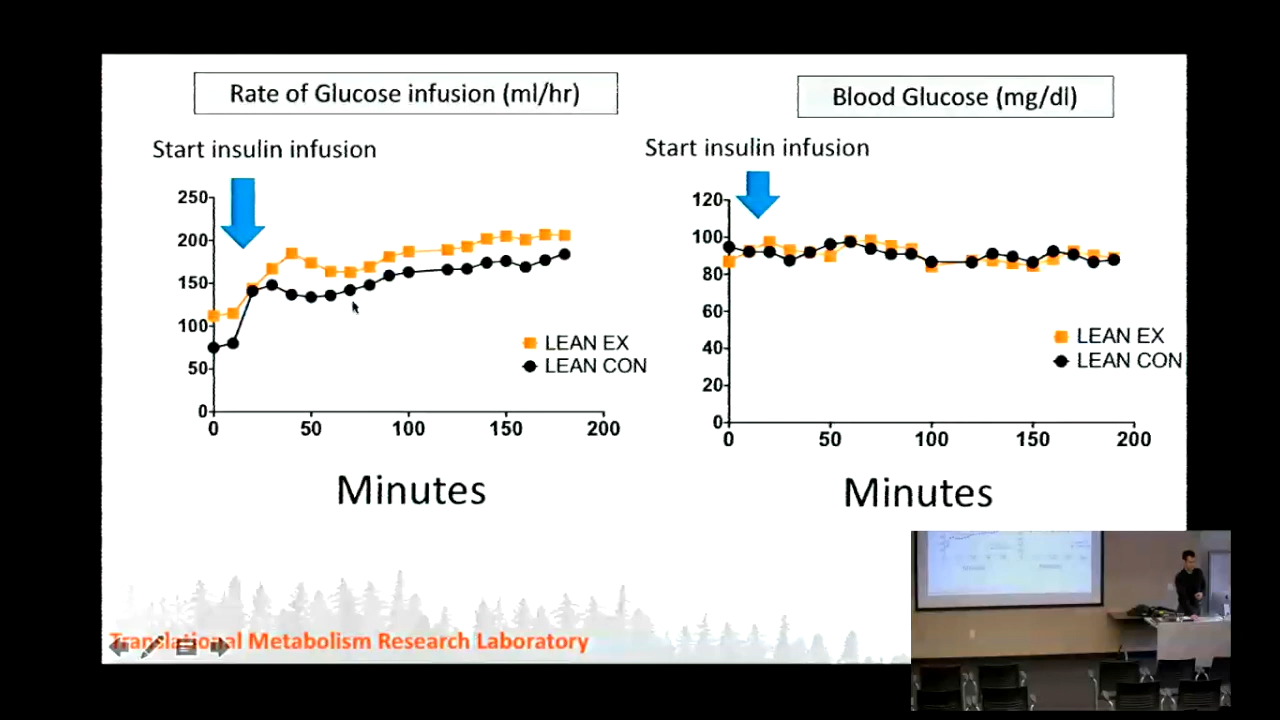 Rate of Glucose infusion (ml/hr)
Start insulin infusion
250
200
150
100
50
0
0 50 100 150 200
LEAN EX
LEAN CON
Minutes
Blood Glucose (mg/dl)
Start insulin infusion
120
100
80
60
40
20
0
0 50 100 150 200
LEAN EX
LEAN CON
Minutes
Translational Metabolism Research Laboratory